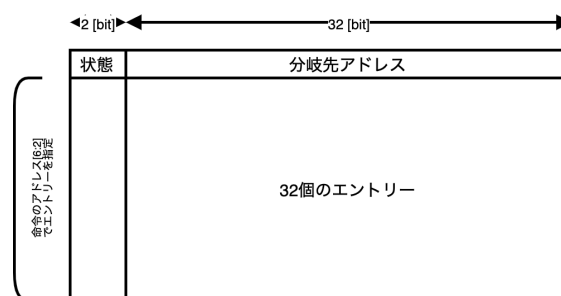 2 [bit]
32 [bit]
状態
分岐先アドレス
命令のアドレス[6:2]
でエントリーを指定
32個のエントリー